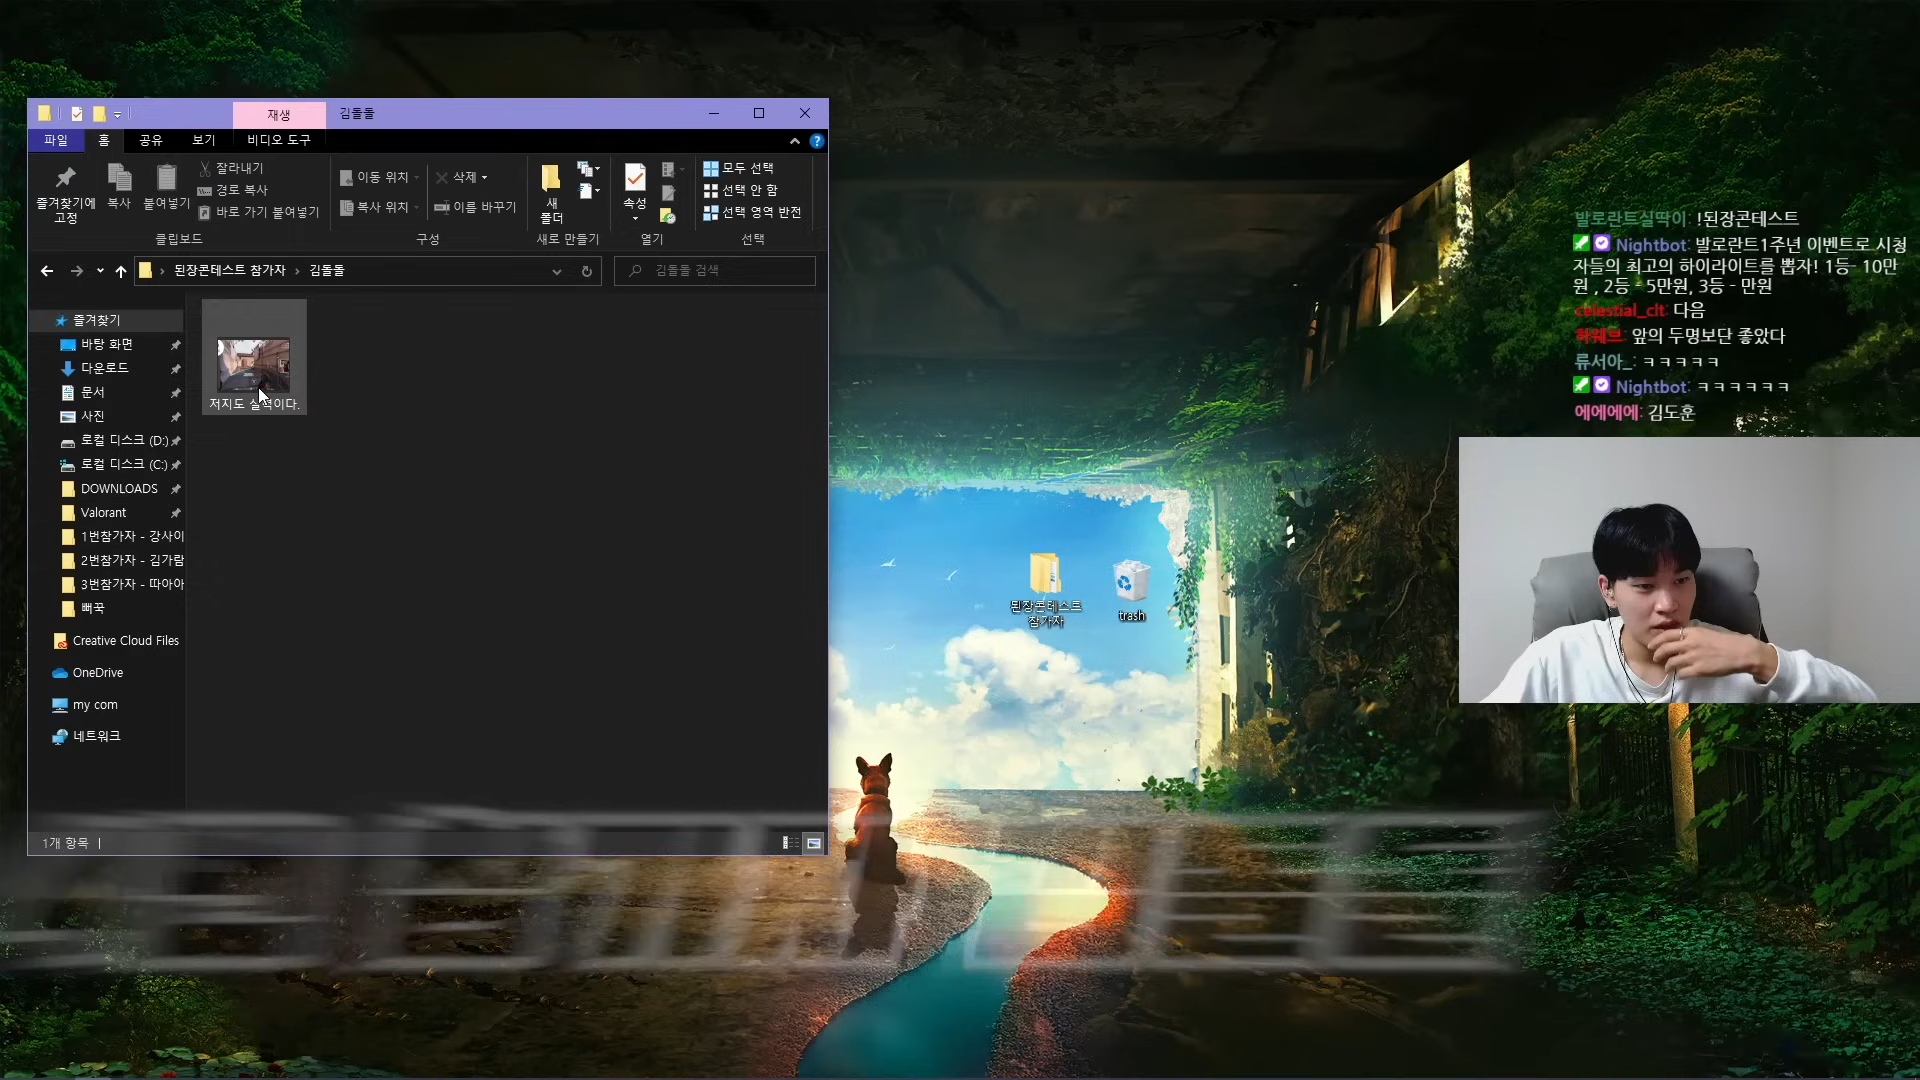 재생
김돌돌
파일
홈
공유
보기
비디오 도구
즐겨찾기에
고정
복사
붙여넣기
잘라내기
경로 복사
바로 가기 붙여넣기
클립보드
이동 위치
복사 위치
삭제
이름 바꾸기
구성
새
폴더
새로 만들기
속성
열기
모두 선택
선택 안 함
선택 영역 반전
선택
된장콘테스트 참가자 › 김돌돌
김돌돌 검색
즐겨찾기
바탕 화면
다운로드
문서
사진
로컬 디스크 (D:)
로컬 디스크 (C:)
DOWNLOADS
Valorant
1번참가자 - 강사이
2번참가자 - 김가람
3번참가자 - 따아아
뻐꾹
Creative Cloud Files
OneDrive
my com
네트워크
저지도 실력이다.
1개 항목
된장콘테스트
참가자
trash
발로란트실딱이: !된장콘테스트
Nightbot: 발로란트1주년 이벤트로 시청
자들의 최고의 하이라이트를 뽑자! 1등- 10만
원 , 2등 - 5만원, 3등 - 만원
celestial_clt: 다음
하웨브: 앞의 두명보단 좋았다
류서아_: ㅋㅋㅋㅋㅋ
Nightbot: ㅋㅋㅋㅋㅋㅋ
에에에에: 김도훈